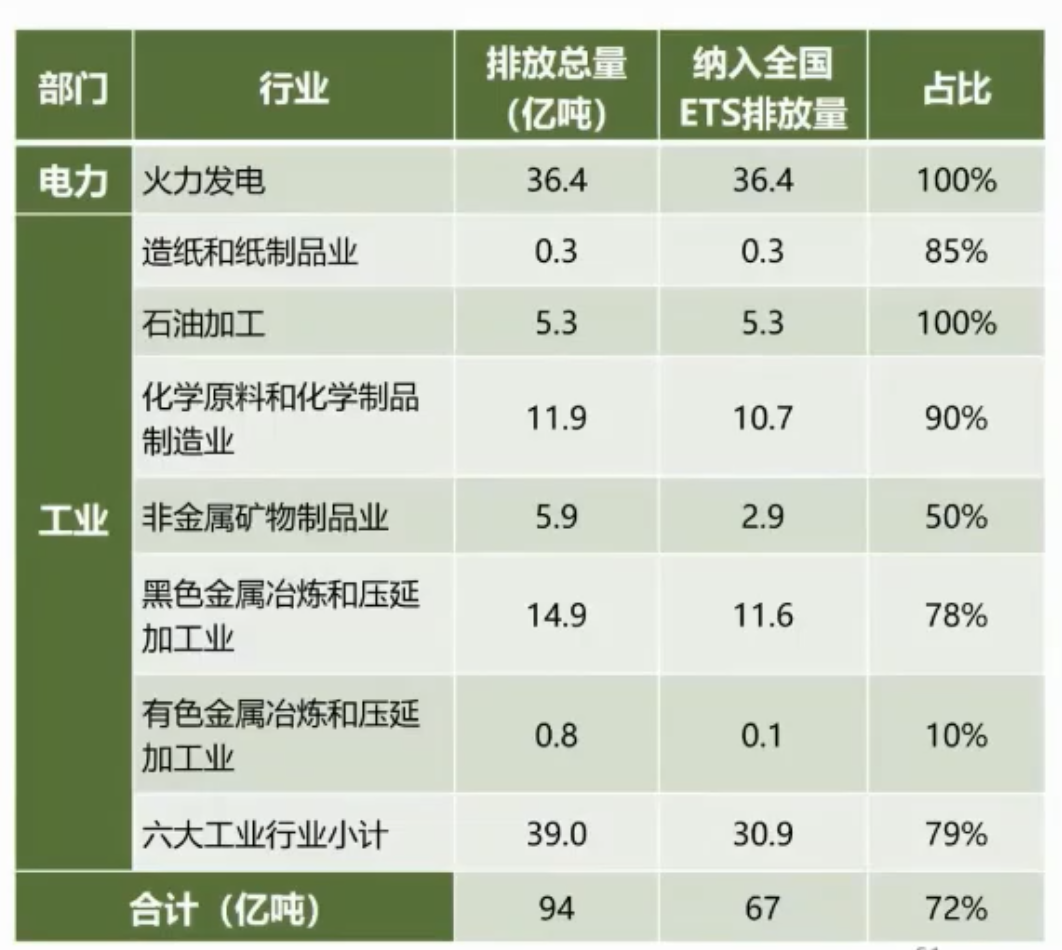 部门 行业 排放总量（亿吨） 纳入全国ETS排放量 占比
电力 火力发电 36.4 36.4 100%
工业 造纸和纸制品业 0.3 0.3 85%
石油加工 5.3 5.3 100%
化学原料和化学制品制造业 11.9 10.7 90%
非金属矿物制品业 5.9 2.9 50%
黑色金属冶炼和压延加工业 14.9 11.6 78%
有色金属冶炼和压延加工业 0.8 0.1 10%
六大工业行业小计 39.0 30.9 79%
合计（亿吨） 94 67 72%